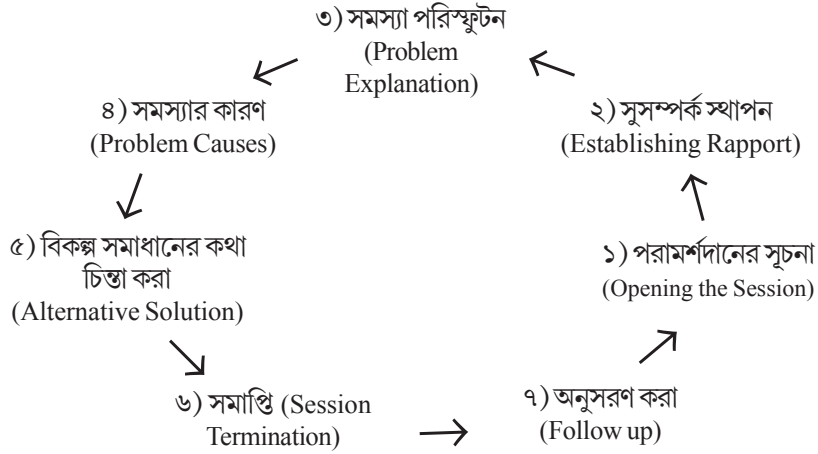 ৩) সমস্যা পরিস্ফুটন
(Problem
Explanation)
৪) সমস্যার কারণ
(Problem Causes)
২) সুসম্পর্ক স্থাপন
(Establishing Rapport)
৫) বিকল্প সমাধানের কথা
চিন্তা করা
(Alternative Solution)
১) পরামর্শদানের সূচনা
(Opening the Session)
৬) সমাপ্তি (Session
Termination)
৭) অনুসরণ করা
(Follow up)